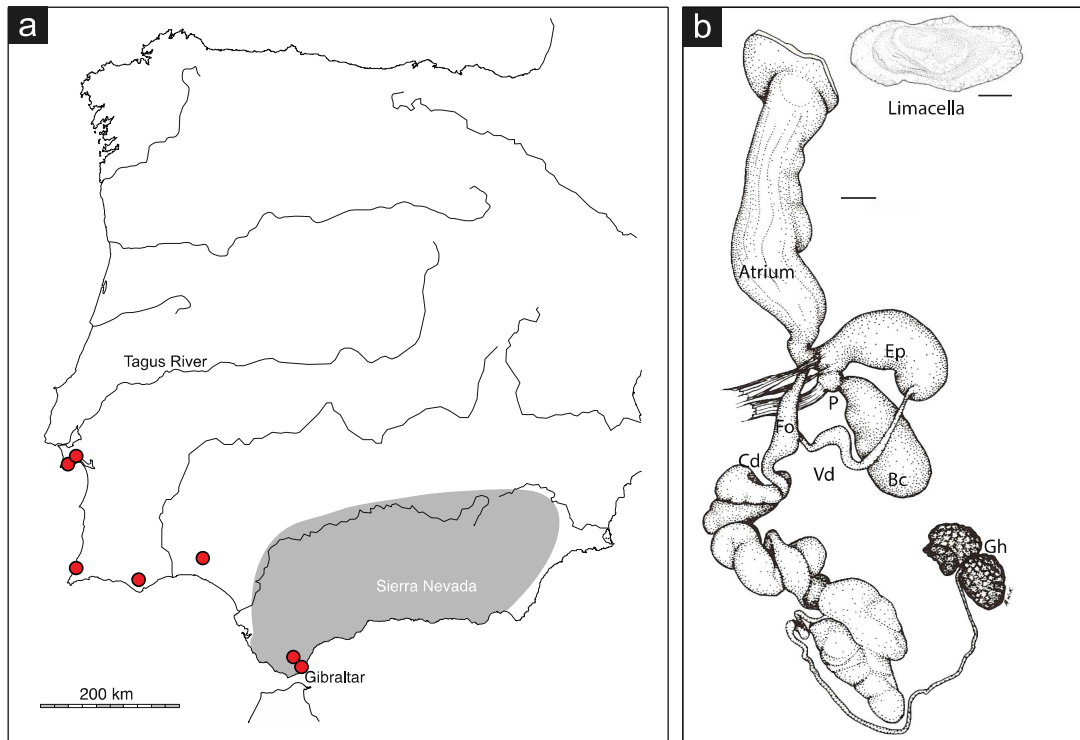 a
Tagus River
Sierra Nevada
Gibraltar
200 km
b
Limacella
Atrium
Ep
P
Fo
Cd
Vd
Bc
Gh